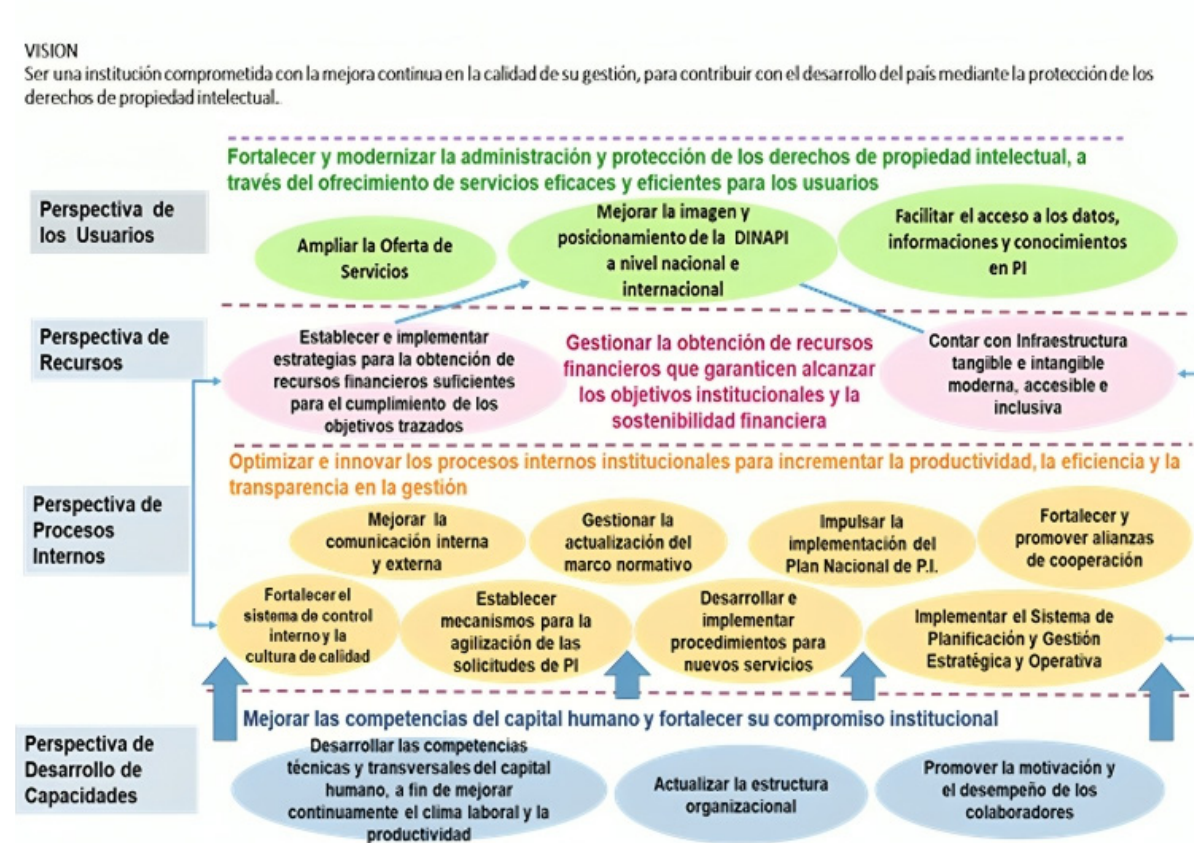 VISION
Ser una institución comprometida con la mejora continua en la calidad de su gestión, para contribuir con el desarrollo del país mediante la protección de los
derechos de propiedad intelectual.
Fortalecer y modernizar la administración y protección de los derechos de propiedad intelectual, a
través del ofrecimiento de servicios eficaces y eficientes para los usuarios
Perspectiva de
los Usuarios
Ampliar la Oferta de
Servicios
Mejorar la imagen y
posicionamiento de la DINAPI
a nivel nacional e
internacional
Facilitar el acceso a los datos,
informaciones y conocimientos
en PI
Perspectiva de
Recursos
Establecer e implementar
estrategias para la obtención de
recursos financieros suficientes
para el cumplimiento de los
objetivos trazados
Gestionar la obtención de recursos
financieros que garanticen alcanzar
los objetivos institucionales y la
sostenibilidad financiera
Contar con Infraestructura
tangible e intangible
moderna, accesible e
inclusiva
Optimizar e innovar los procesos internos institucionales para incrementar la productividad, la eficiencia y la
transparencia en la gestión
Perspectiva de
Procesos
Internos
Mejorar la
comunicación interna
y externa
Gestionar la
actualización del
marco normativo
Impulsar la
implementación del
Plan Nacional de P.I.
Fortalecer y
promover alianzas
de cooperación
Fortalecer el
sistema de control
interno y la
cultura de calidad
Establecer
mecanismos para la
agilización de las
solicitudes de PI
Desarrollar e
implementar
procedimientos para
nuevos servicios
Implementar el Sistema de
Planificación y Gestión
Estratégica y Operativa
Mejorar las competencias del capital humano y fortalecer su compromiso institucional
Perspectiva de
Desarrollo de
Capacidades
Desarrollar las competencias
técnicas y transversales del capital
humano, a fin de mejorar
continuamente el clima laboral y la
productividad
Actualizar la estructura
organizacional
Promover la motivación y
el desempeño de los
colaboradores